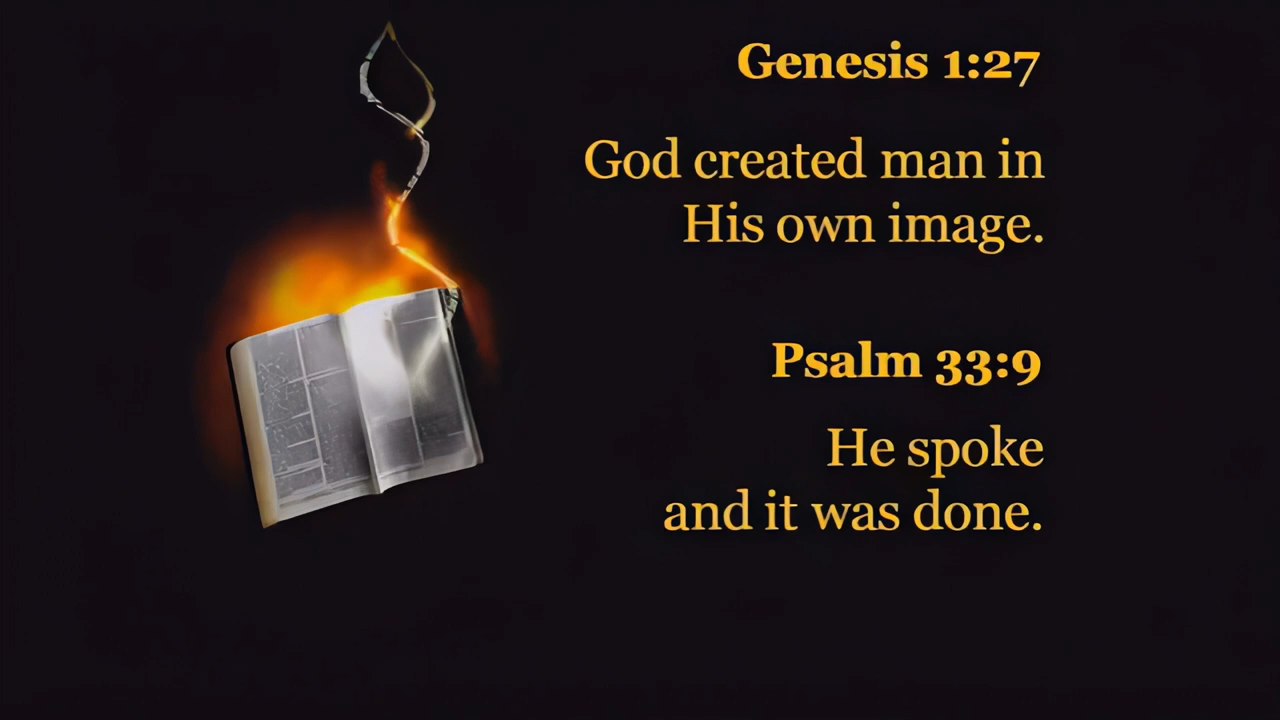 Genesis 1:27
God created man in
His own image.
Psalm 33:9
He spoke
and it was done.